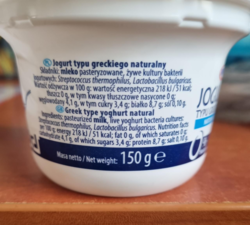 Jogurt typu greckiego naturalny
Składniki: mleko pasteryzowane, żywe kultury bakterii
jogurtowych: Streptococcus thermophilus, Lactobacillus bulgaricus.
Wartość odżywcza w 100 g: wartość energetyczna 218 kJ / 51 kcal;
tłuszcz 0 g, w tym kwasy tłuszczowe nasycone 0 g;
węglowodany 4,1 g, w tym cukry 3,4 g; białko 8,7 g; sól 0,10 g.
Greek type yoghurt natural
Ingredients: pasteurized milk, live yoghurt bacteria cultures:
Streptococcus thermophilus, Lactobacillus bulgaricus. Nutrition facts
per 100 g: energy 218 kJ / 51 kcal; fat 0 g, of which saturates 0 g;
4,1 g, of which sugars 3,4 g; protein 8,7 g; salt 0,10 g.
Masa netto / Net weight: 150 g e
JOG
TYPU